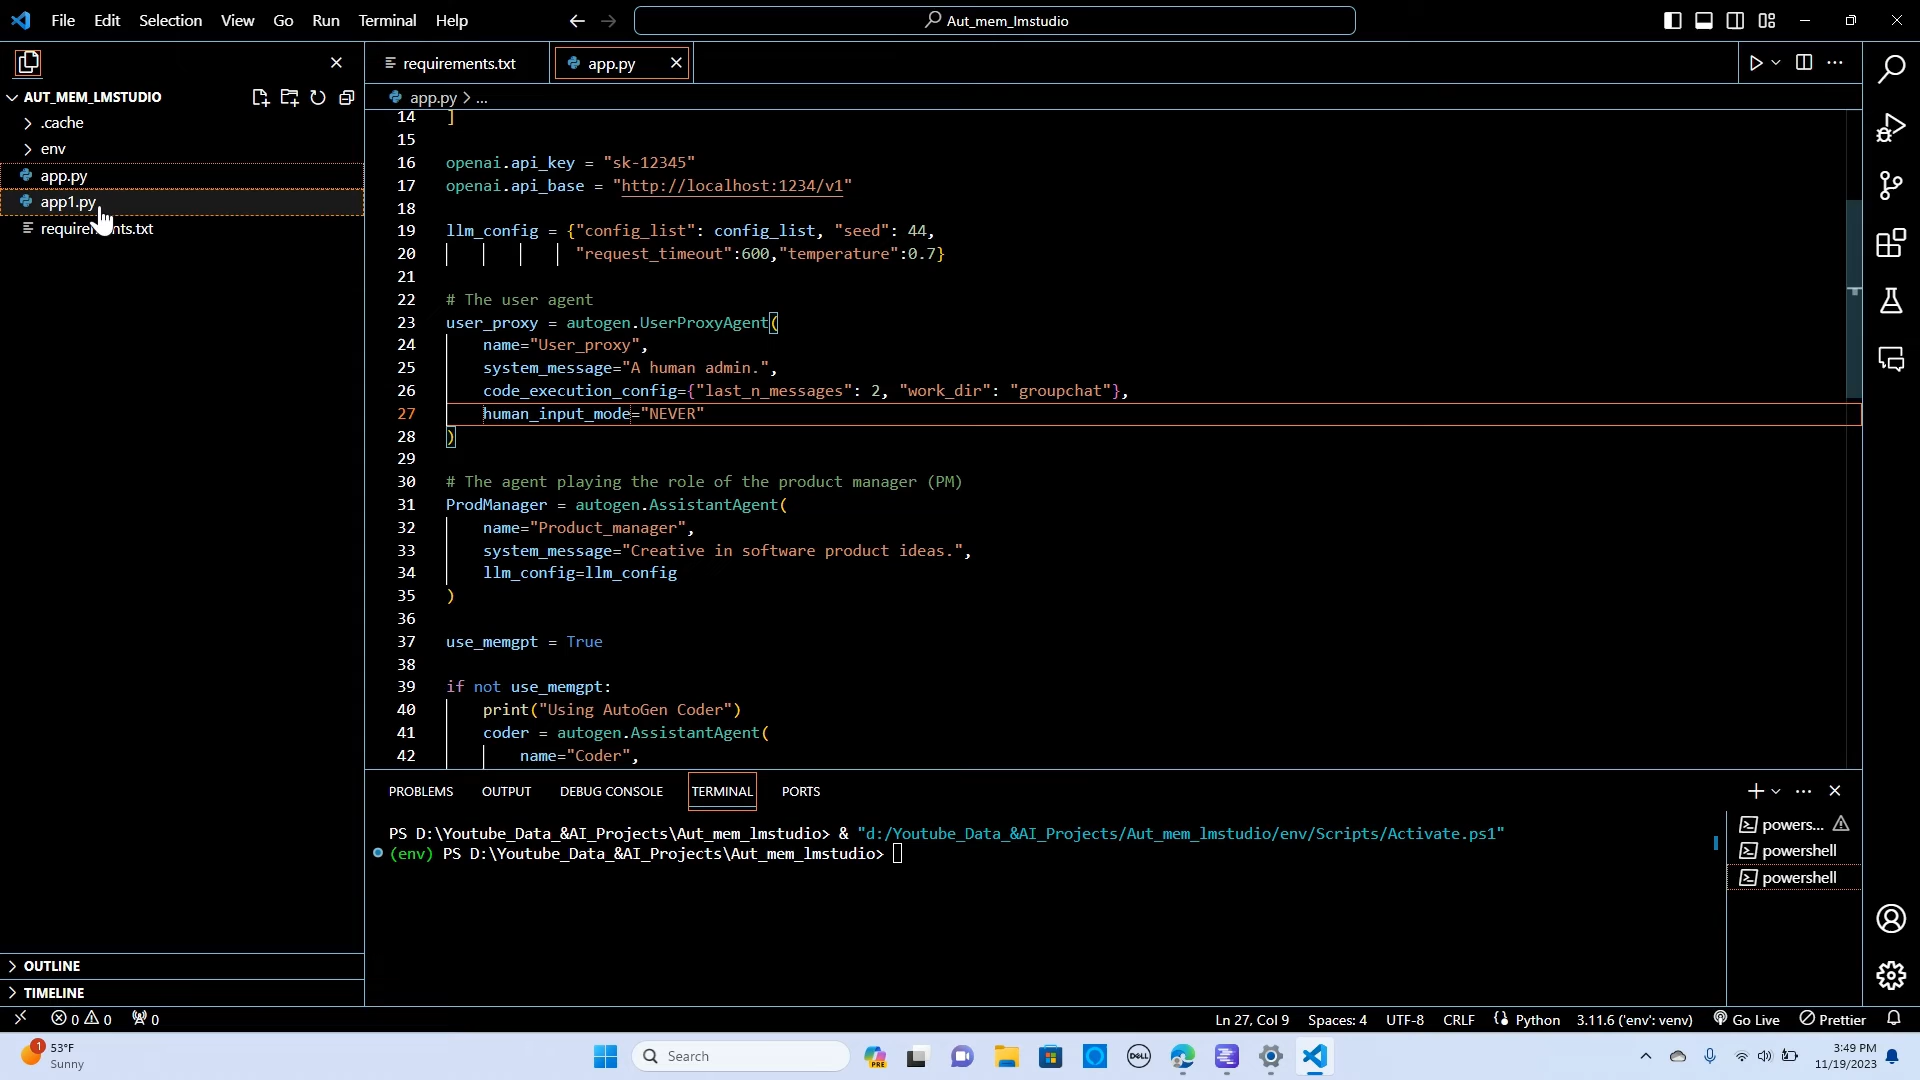 File Edit Selection View Go Run Terminal Help
Aut_mem_lmstudio
requirements.txt
app.py
AUT_MEM_LMSTUDIO
app.py > ...
.cache
env
app.py
app1.py
14 ]
15
16 openai.api_key = "sk-12345"
17 openai.api_base = "http://localhost:1234/v1"
18
19 llm_config = {"config_list": config_list, "seed": 44,
20 "request_timeout":600,"temperature":0.7}
21
22 # The user agent
23 user_proxy = autogen.UserProxyAgent(
24 name="User_proxy",
25 system_message="A human admin.",
26 code_execution_config={"last_n_messages": 2, "work_dir": "groupchat"},
27 human_input_mode="NEVER"
28 )
29
30 # The agent playing the role of the product manager (PM)
31 ProdManager = autogen.AssistantAgent(
32 name="Product_manager",
33 system_message="Creative in software product ideas.",
34 llm_config=llm_config
35 )
36
37 use_memgpt = True
38
39 if not use_memgpt:
40 print("Using AutoGen Coder")
41 coder = autogen.AssistantAgent(
42 name="Coder",
PROBLEMS OUTPUT DEBUG CONSOLE TERMINAL PORTS
PS D:\Youtube_Data_&AI_Projects\Aut_mem_lmstudio> & "d:/Youtube_Data_&AI_Projects/Aut_mem_lmstudio/env/Scripts/Activate.ps1"
(env) PS D:\Youtube_Data_&AI_Projects\Aut_mem_lmstudio>
powers...
powershell
powershell
OUTLINE
TIMELINE
0 0 0
Ln 27, Col 9 Spaces: 4 UTF-8 CRLF Python 3.11.6 ('env': venv) Go Live Prettier
1
53°F
Sunny
Search
PRE
DELL
3:49 PM
11/19/2023